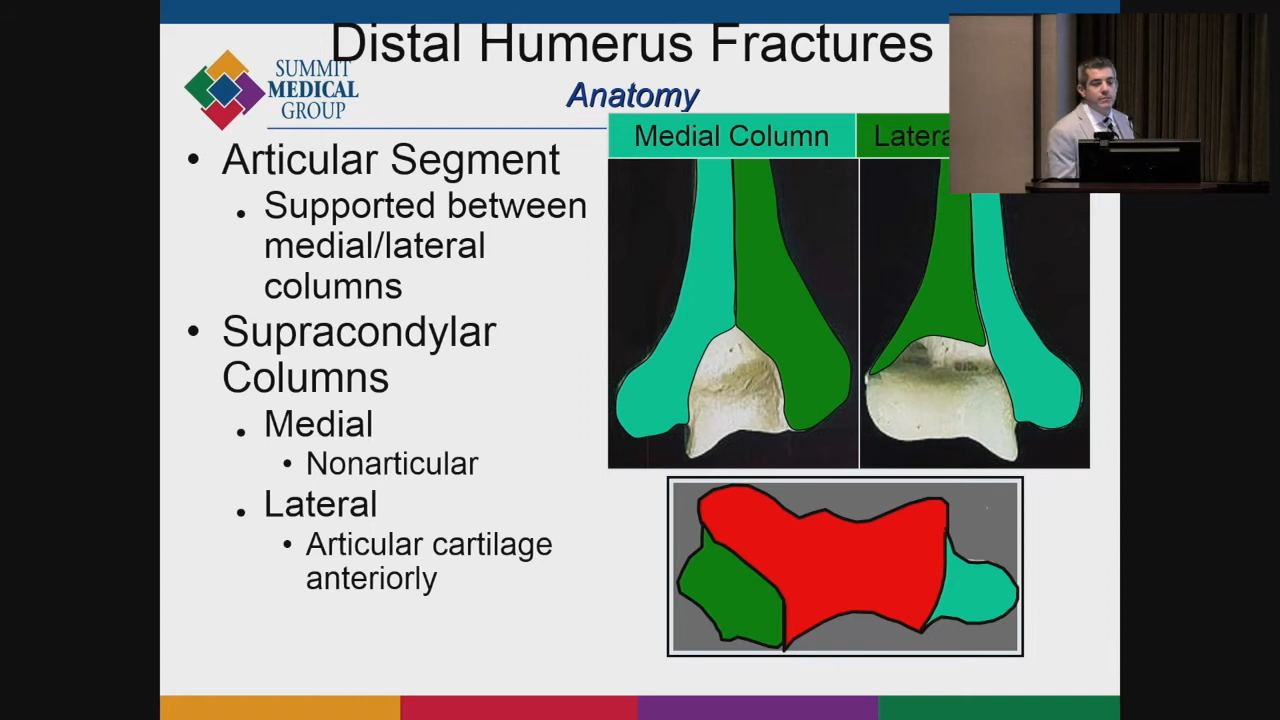 Distal Humerus Fractures
SUMMIT
MEDICAL
GROUP
Anatomy
Medial Column
• Articular Segment
. Supported between
medial/lateral
columns
• Supracondylar
Columns
. Medial
• Nonarticular
. Lateral
• Articular cartilage
anteriorly